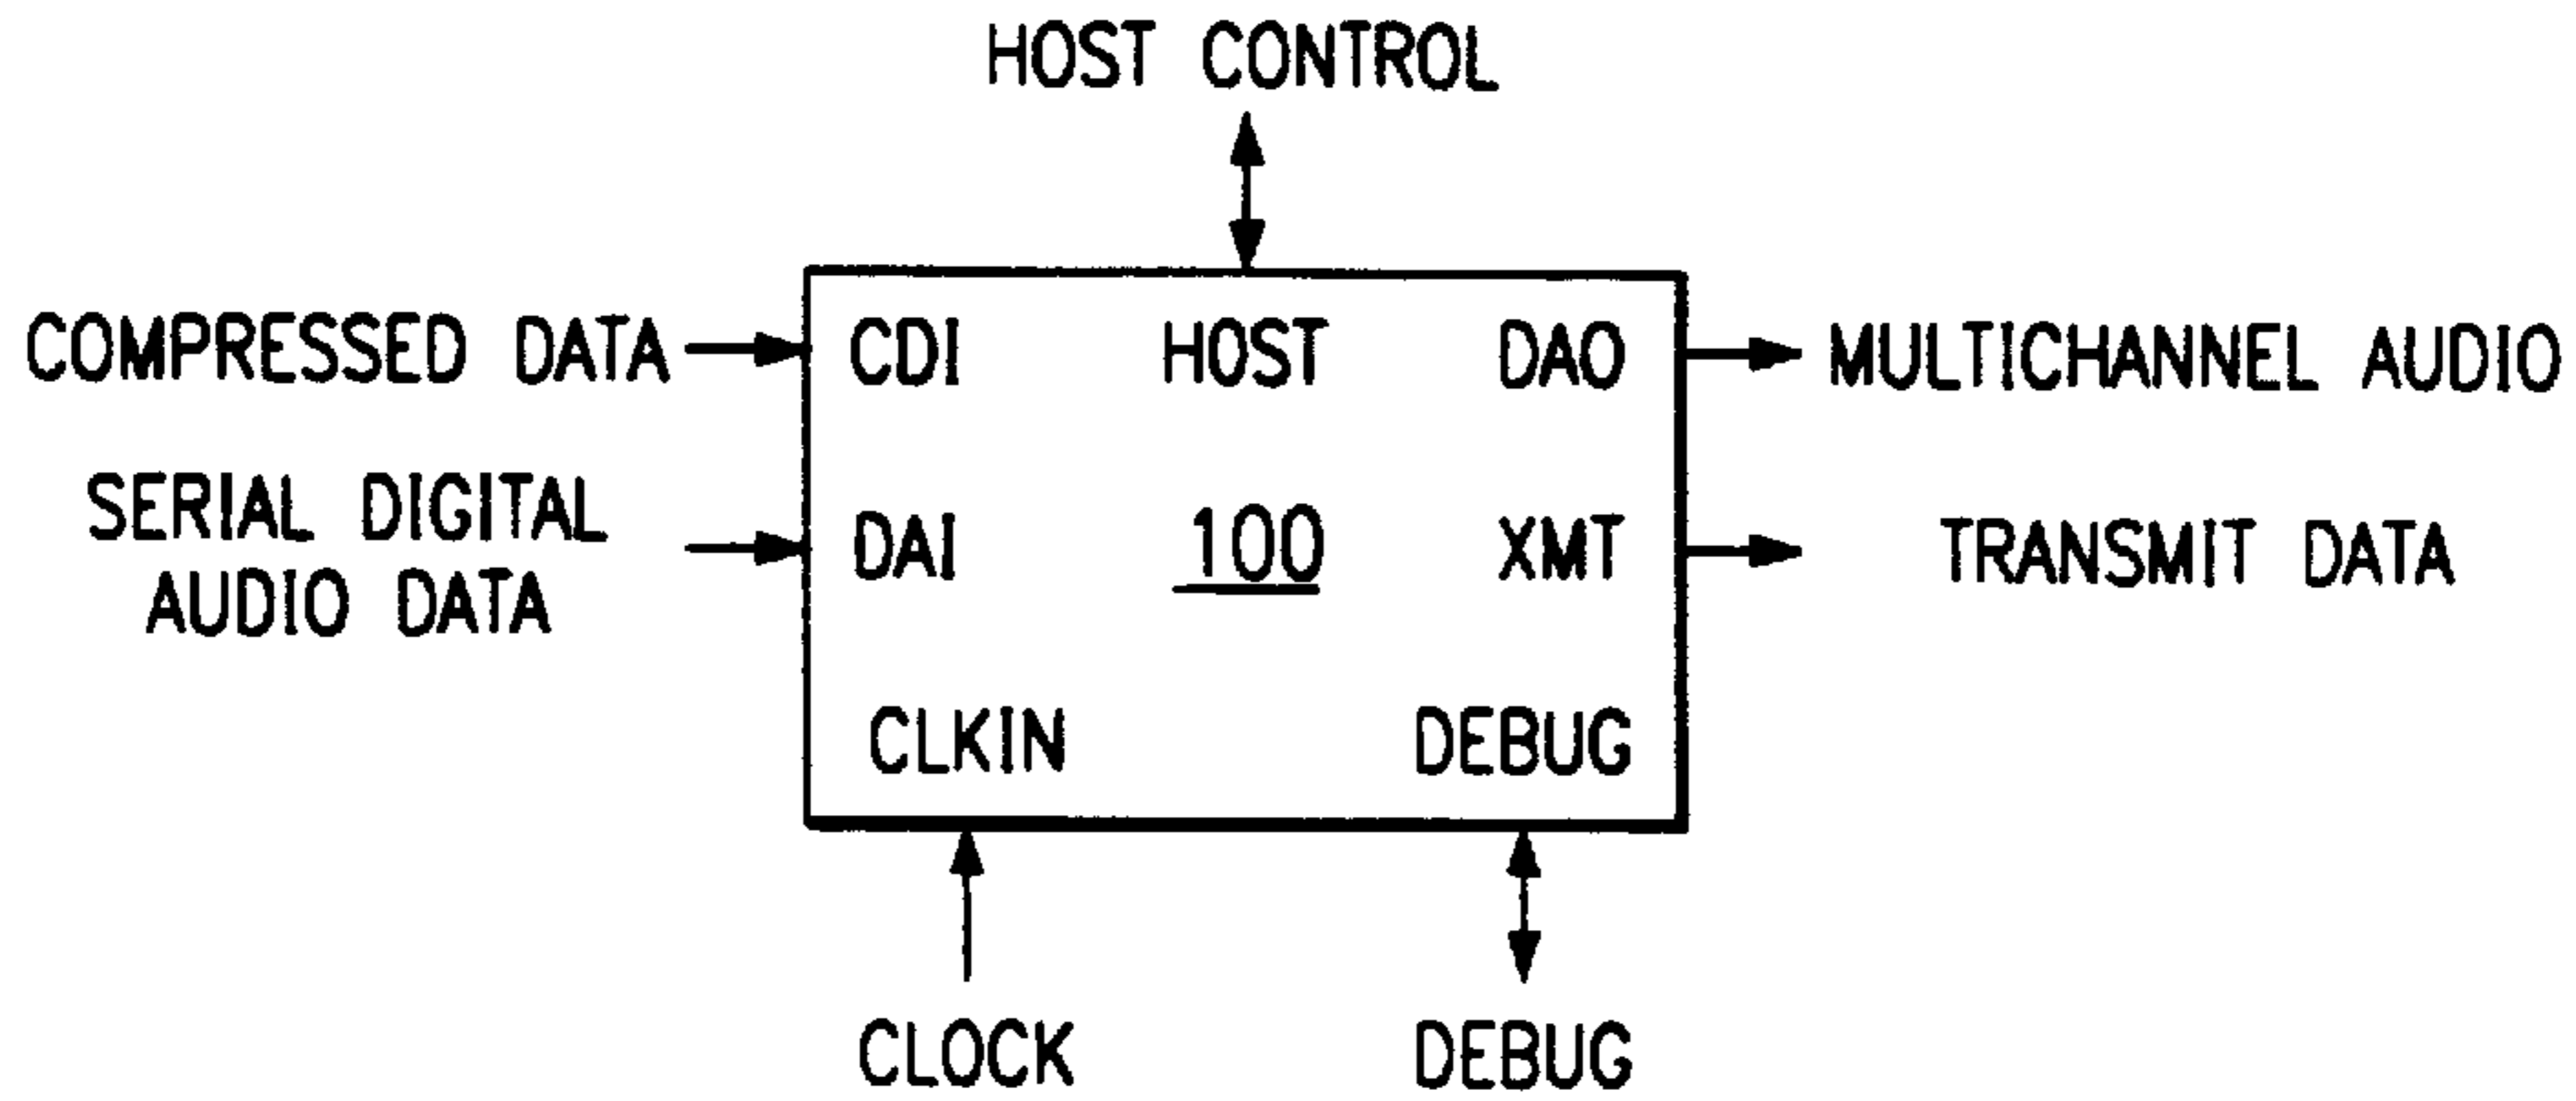 HOST CONTROL
COMPRESSED DATA
CDI
HOST
DAO
MULTICHANNEL AUDIO
SERIAL DIGITAL
AUDIO DATA
DAI
100
XMT
TRANSMIT DATA
CLKIN
DEBUG
CLOCK
DEBUG